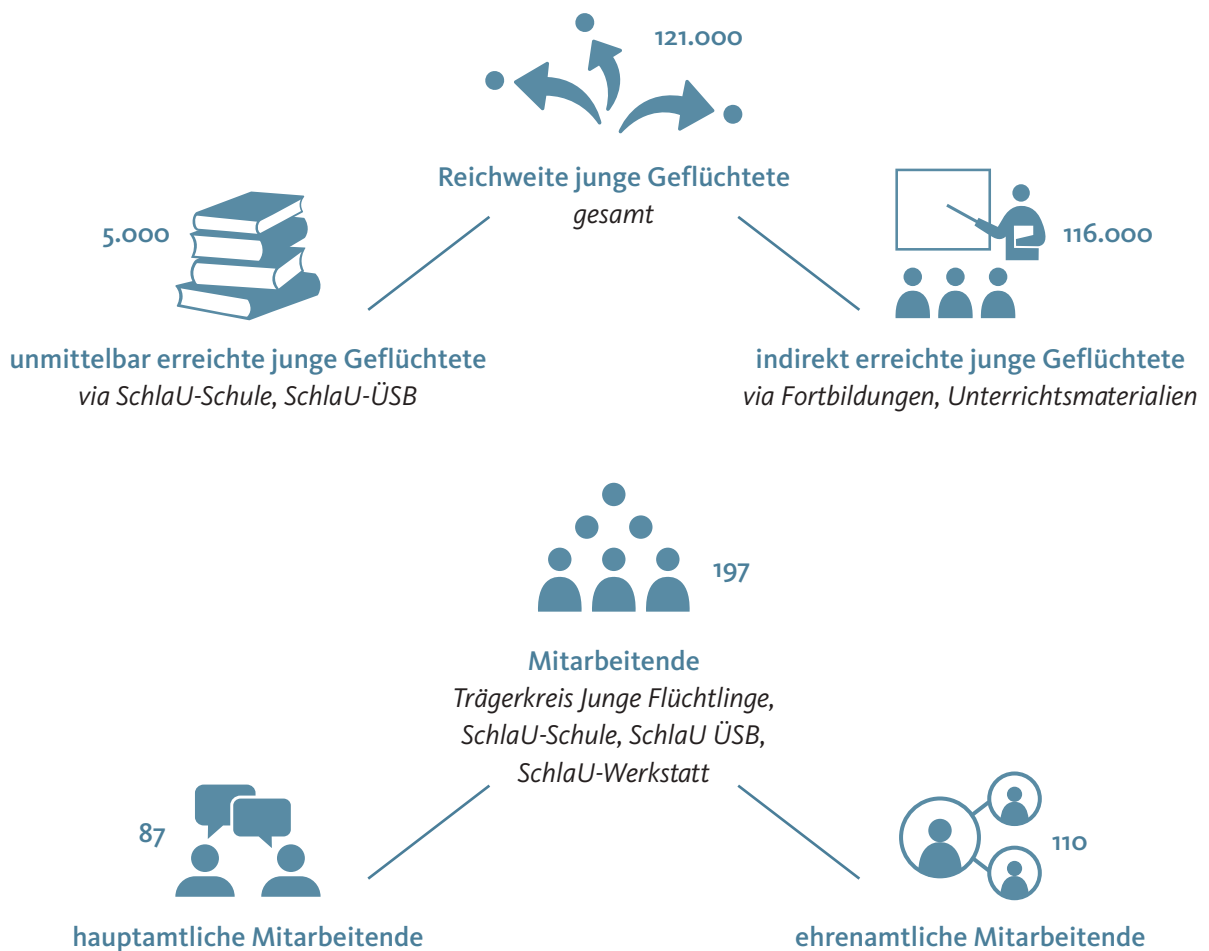 121.000
Reichweite junge Geflüchtete
gesamt
5.000
unmittelbar erreichte junge Geflüchtete
via SchlaU-Schule, SchlaU-ÜSB
116.000
indirekt erreichte junge Geflüchtete
via Fortbildungen, Unterrichtsmaterialien
197
Mitarbeitende
Trägerkreis Junge Flüchtlinge,
SchlaU-Schule, SchlaU ÜSB,
SchlaU-Werkstatt
87
hauptamtliche Mitarbeitende
110
ehrenamtliche Mitarbeitende